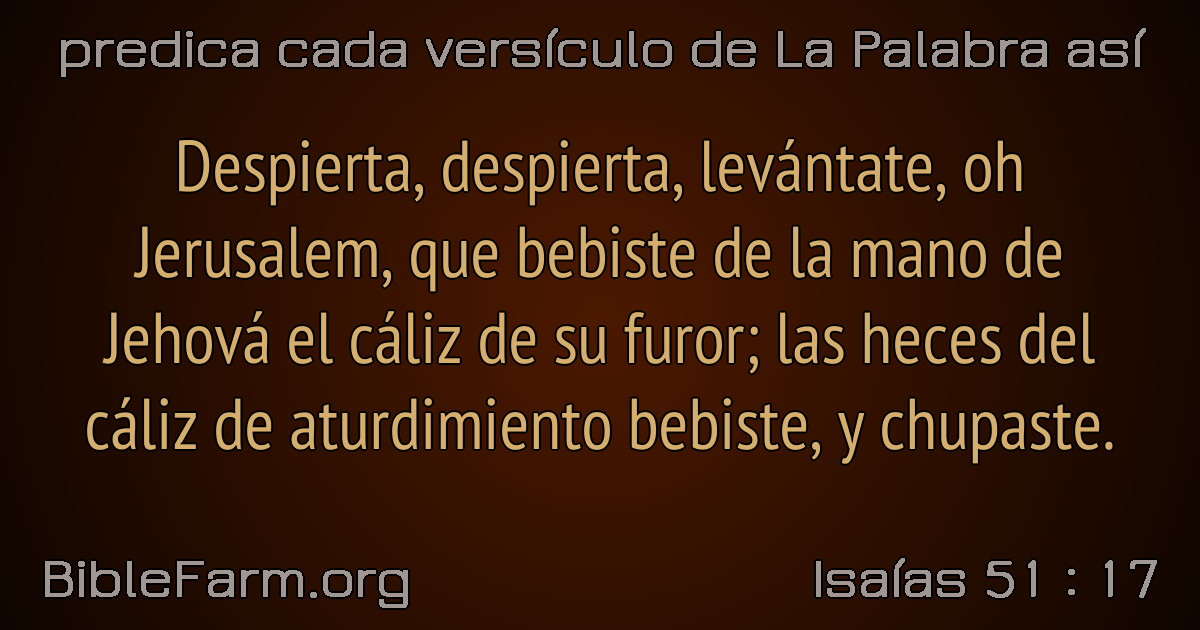 predica cada versículo de La Palabra así
Despierta, despierta, levántate, oh
Jerusalem, que bebiste de la mano de
Jehová el cáliz de su furor; las heces del
cáliz de aturdimiento bebiste, y chupaste.
BibleFarm.org
Isaías 51 : 17